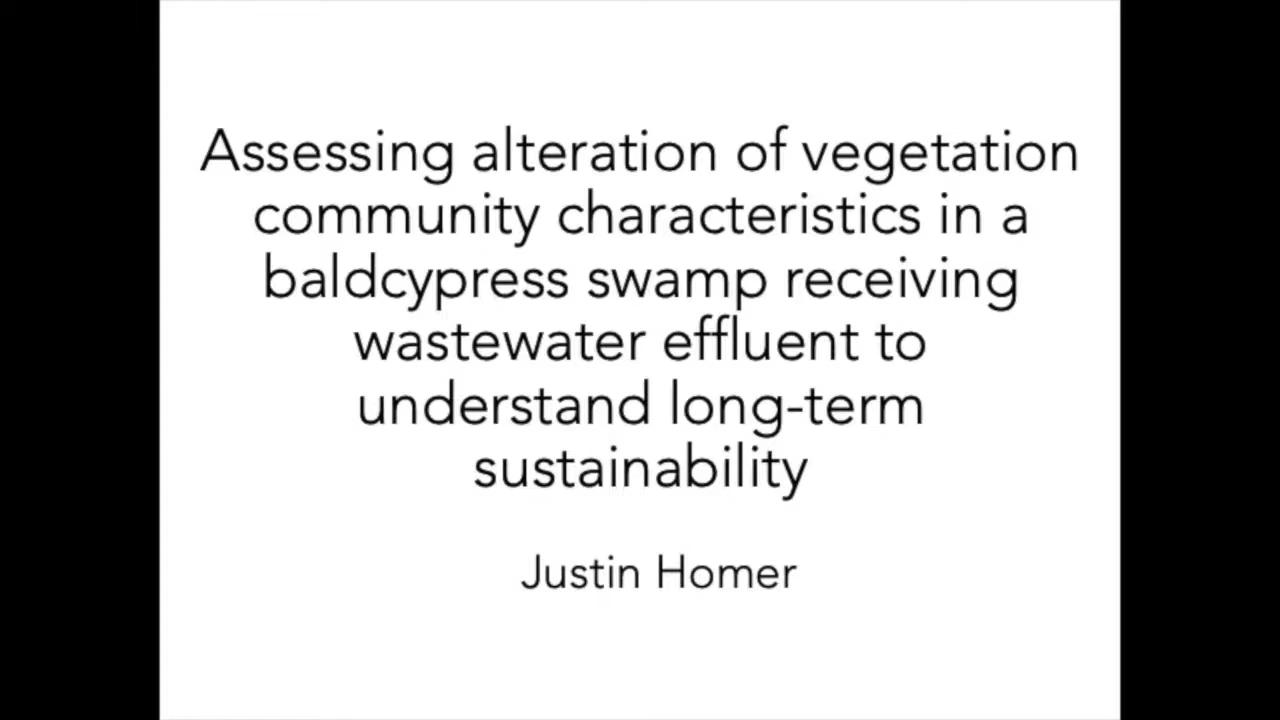 Assessing alteration of vegetation
community characteristics in a
baldcypress swamp receiving
wastewater effluent to
understand long-term
sustainability
Justin Homer